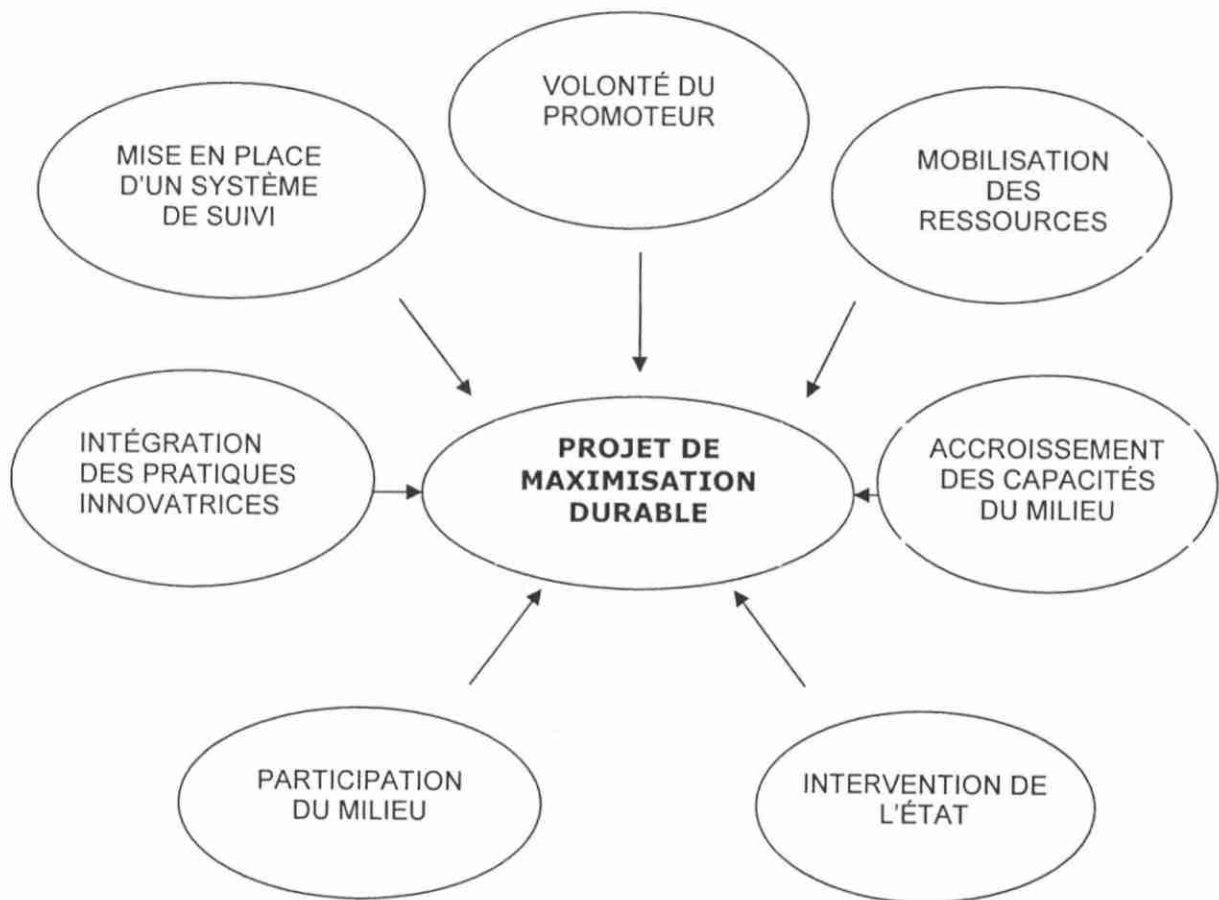 VOLONTÉ DU
PROMOTEUR
MISE EN PLACE
D'UN SYSTÈME
DE SUIVI
MOBILISATION
DES
RESSOURCES
INTÉGRATION
DES PRATIQUES
INNOVATRICES
PROJET DE
MAXIMISATION
DURABLE
ACCROISSEMENT
DES CAPACITÉS
DU MILIEU
PARTICIPATION
DU MILIEU
INTERVENTION DE
L'ÉTAT